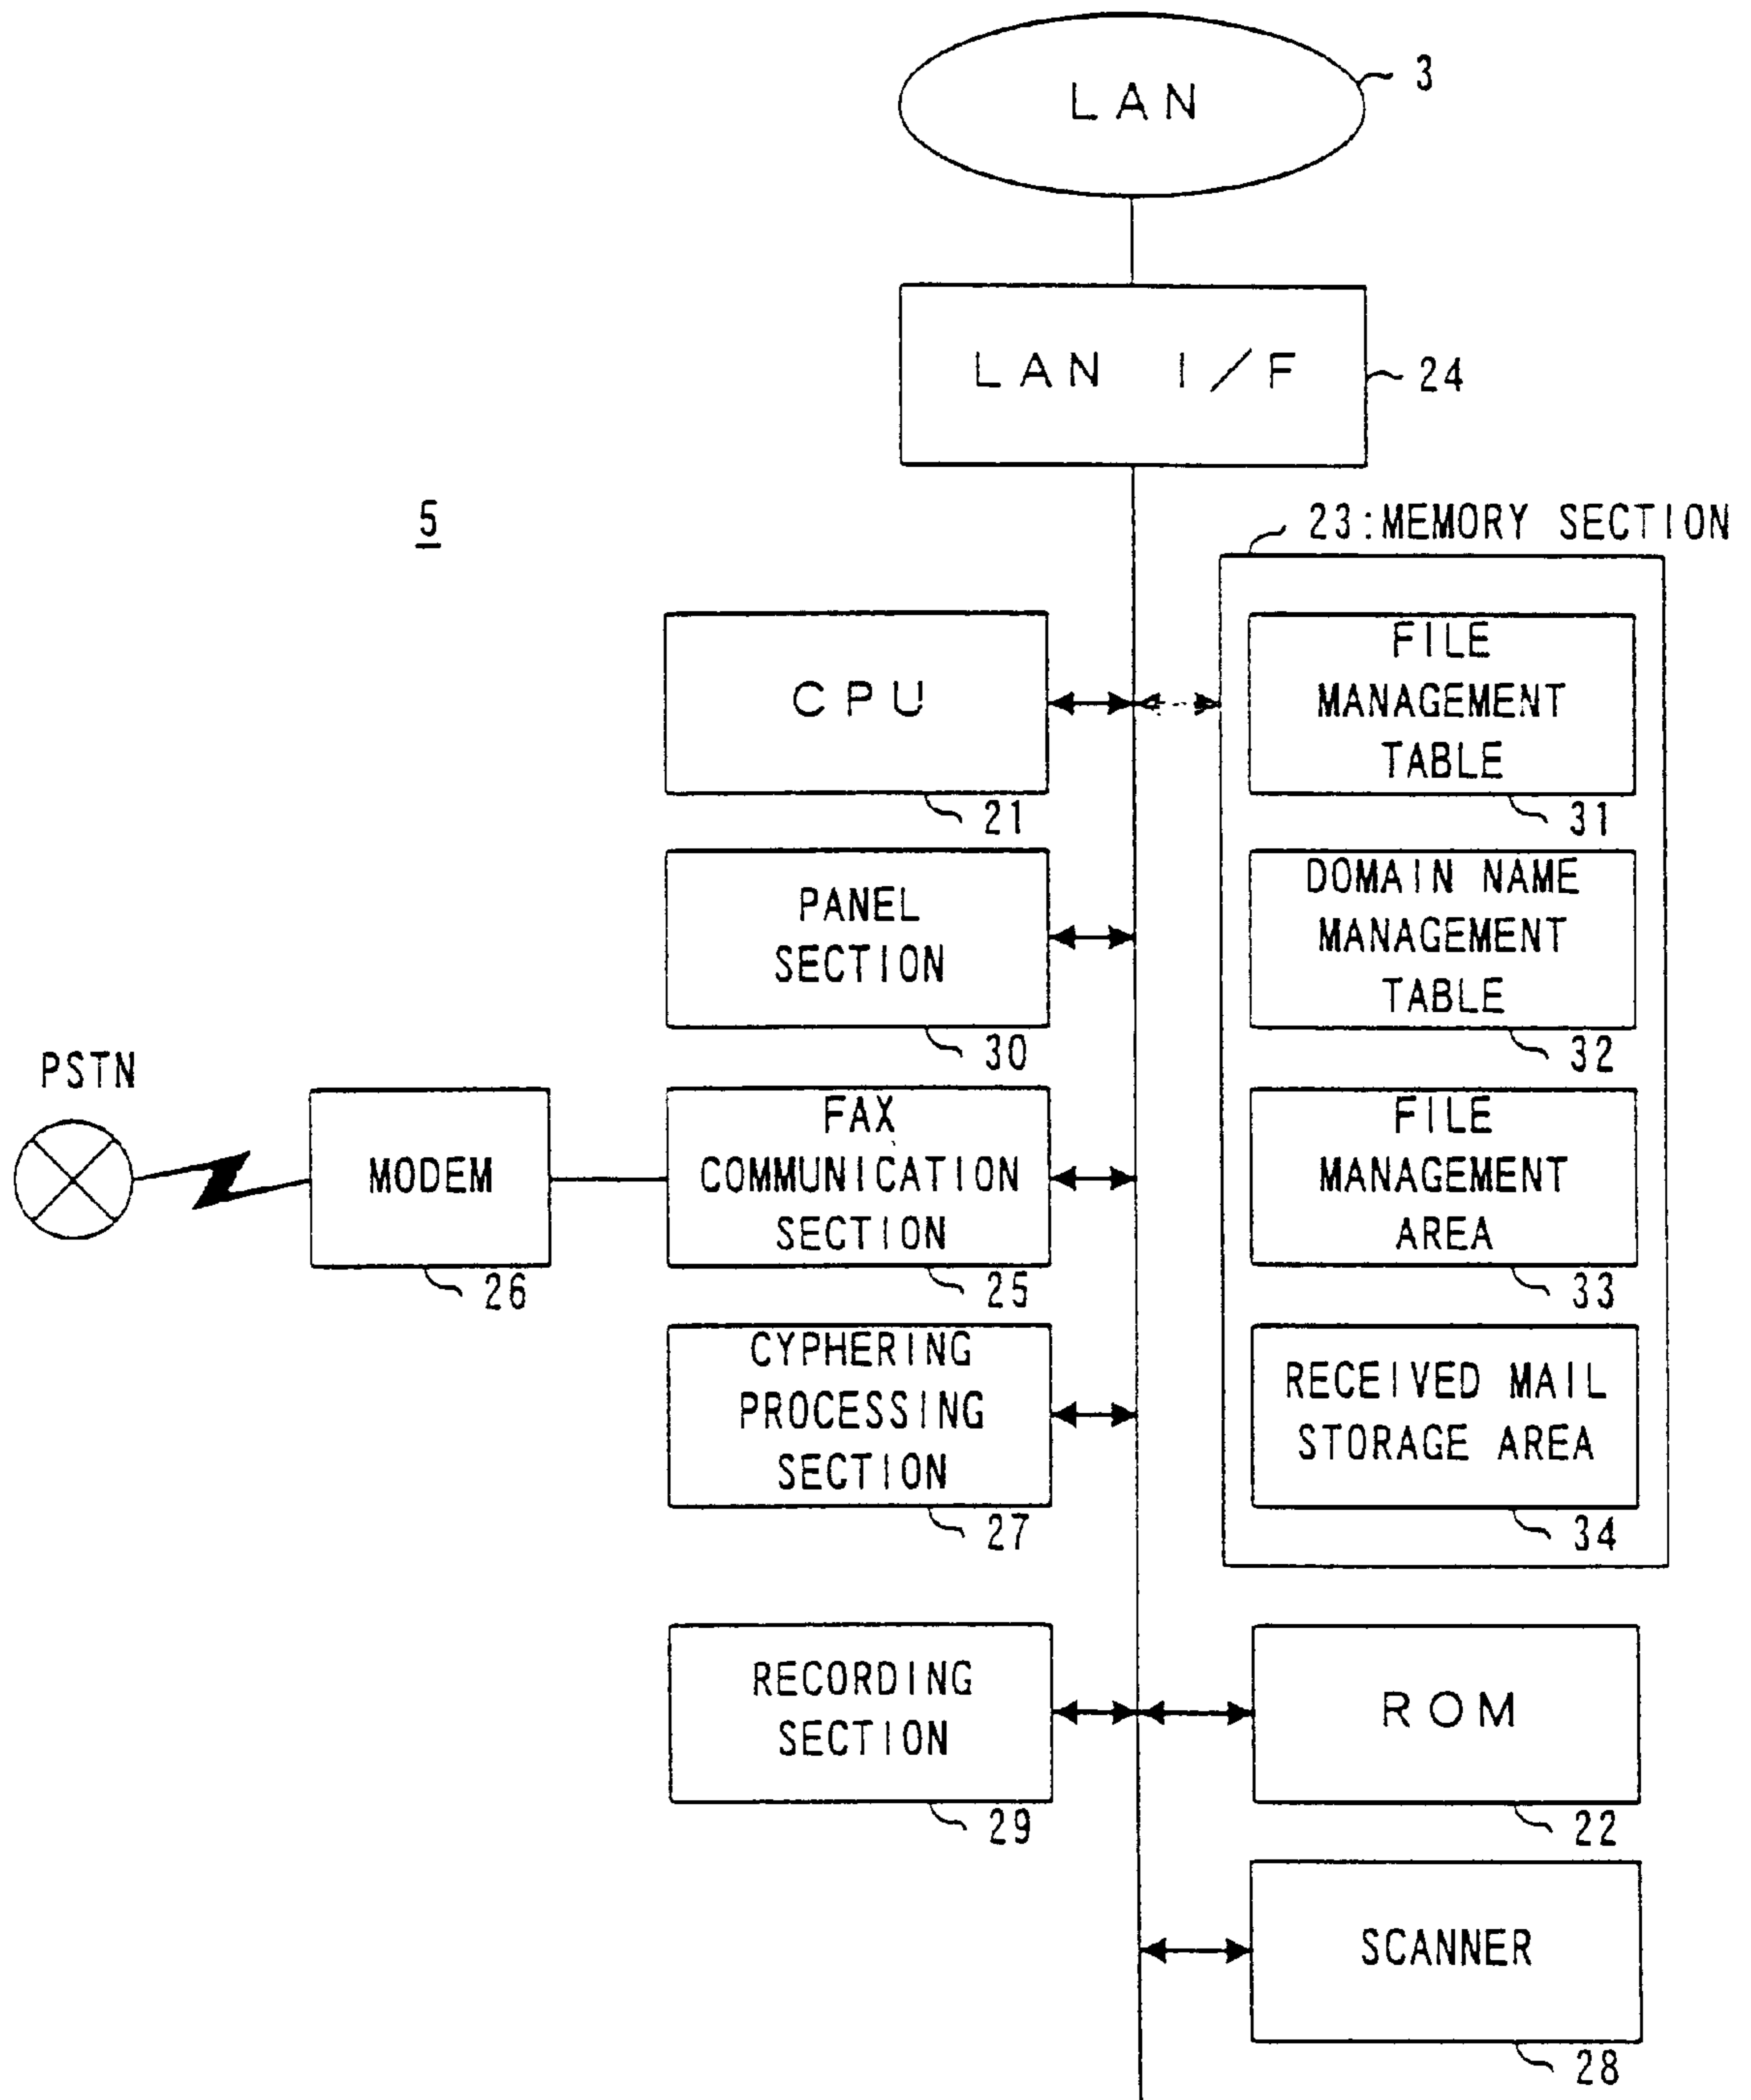 LAN
3
LAN I/F
24
5
23:MEMORY SECTION
CPU
21
FILE
MANAGEMENT
TABLE
31
PANEL
SECTION
30
DOMAIN NAME
MANAGEMENT
TABLE
32
PSTN
MODEM
26
FAX
COMMUNICATION
SECTION
25
FILE
MANAGEMENT
AREA
33
CYPHERING
PROCESSING
SECTION
27
RECEIVED MAIL
STORAGE AREA
34
RECORDING
SECTION
29
ROM
22
SCANNER
28